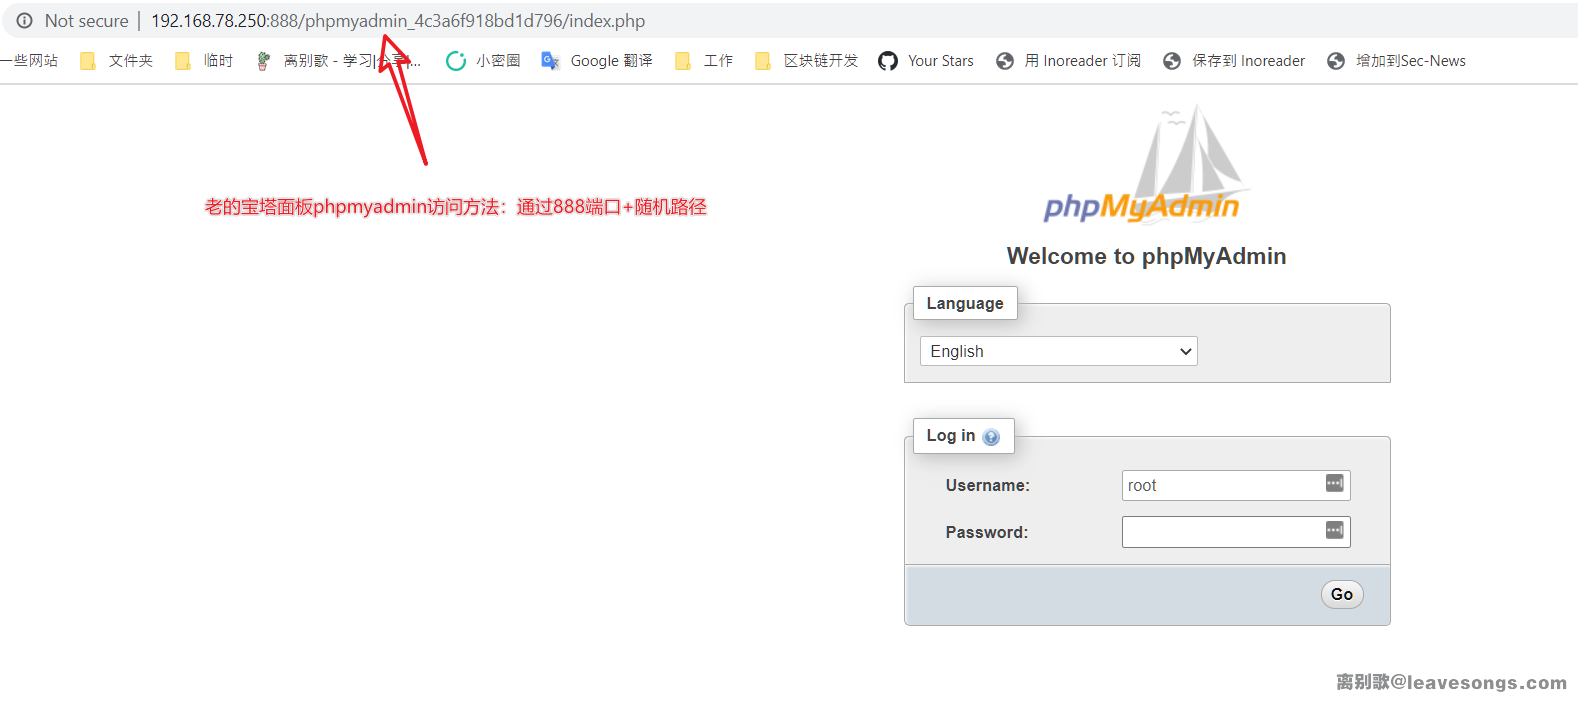 Not secure | 192.168.78.250:888/phpmyadmin_4c3a6f918bd1d796/index.php
一些网站 文件夹 临时 离别歌 - 学习|分享|... 小密圈 Google 翻译 工作 区块链开发 Your Stars 用 Inoreader 订阅 保存到 Inoreader 增加到Sec-News
phpMyAdmin
老的宝塔面板phpmyadmin访问方法：通过888端口+随机路径
Welcome to phpMyAdmin
Language
English
Log in
Username:
root
Password:
Go
离别歌@leavesongs.com